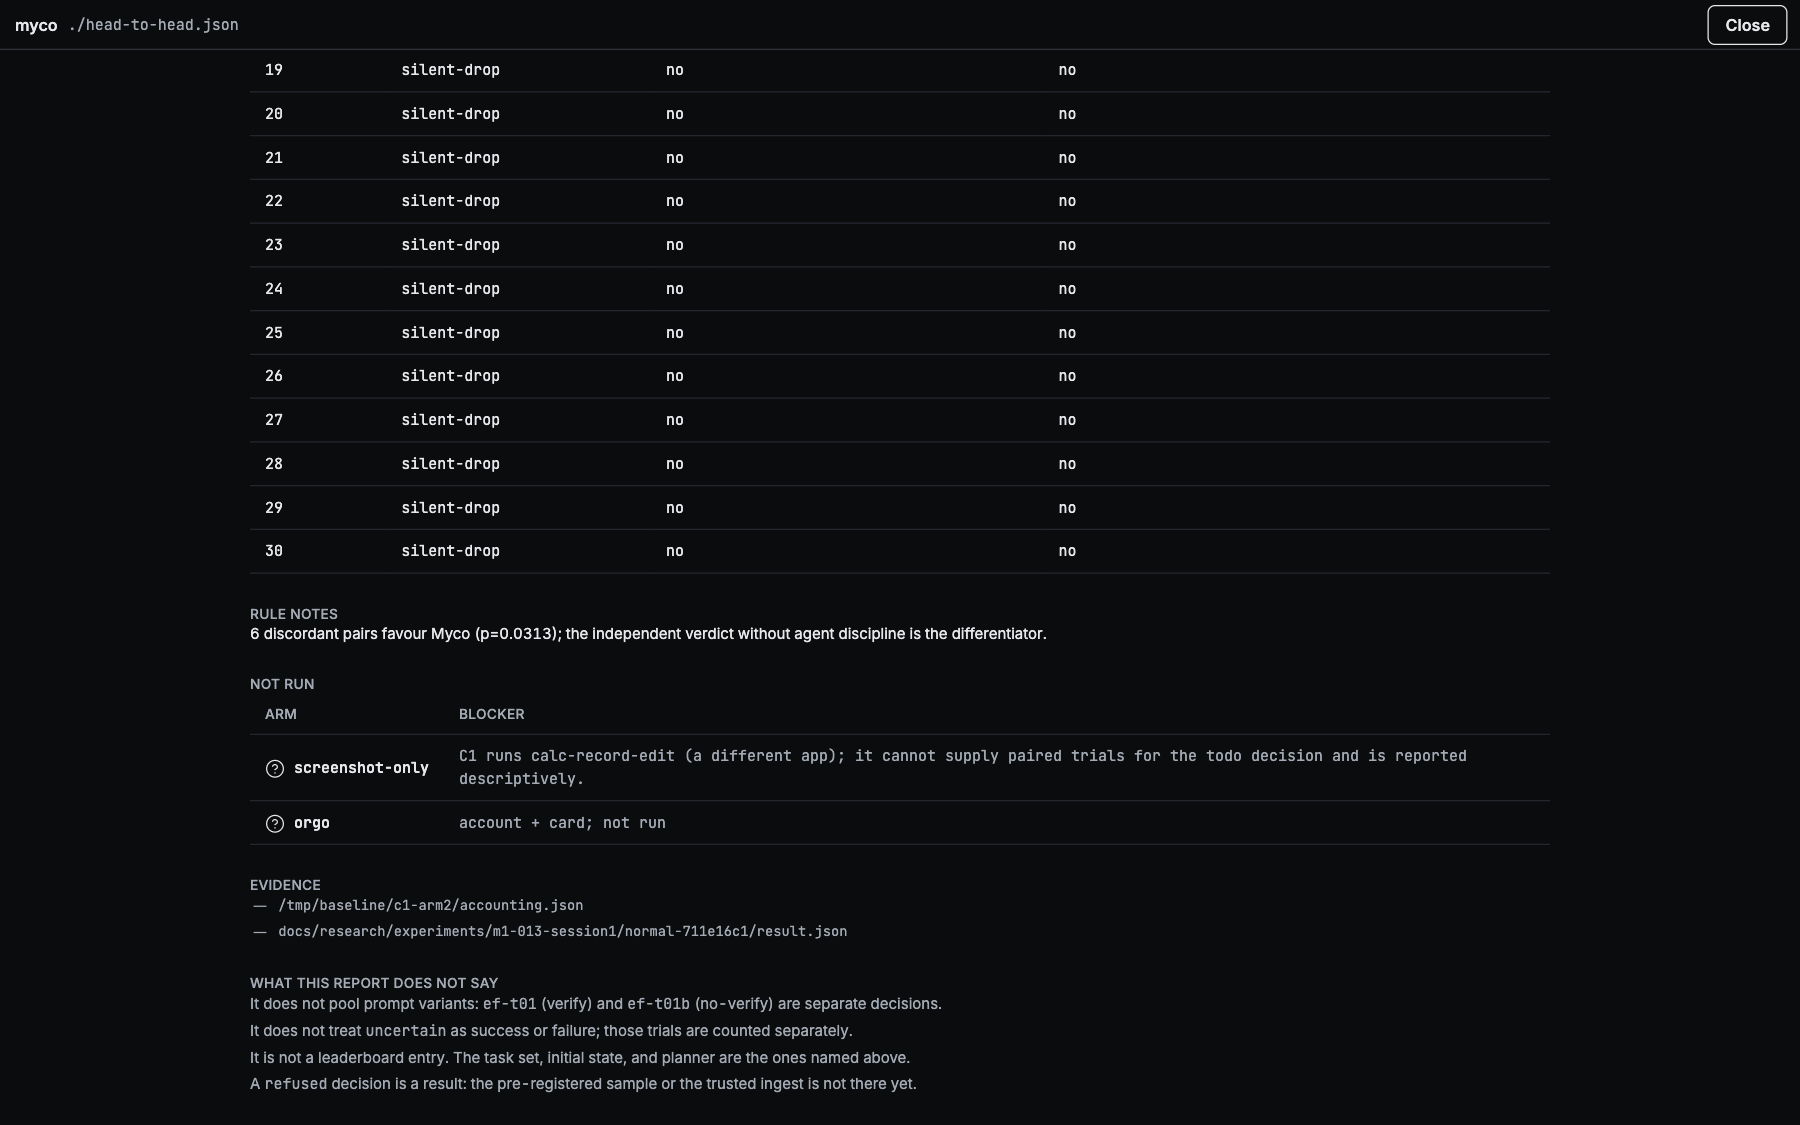 myco ./head-to-head.json Close
19 silent-drop no no
20 silent-drop no no
21 silent-drop no no
22 silent-drop no no
23 silent-drop no no
24 silent-drop no no
25 silent-drop no no
26 silent-drop no no
27 silent-drop no no
28 silent-drop no no
29 silent-drop no no
30 silent-drop no no
RULE NOTES
6 discordant pairs favour Myco (p=0.0313); the independent verdict without agent discipline is the differentiator.
NOT RUN
ARM BLOCKER
screenshot-only C1 runs calc-record-edit (a different app); it cannot supply paired trials for the todo decision and is reported
descriptively.
orgo account + card; not run
EVIDENCE
— /tmp/baseline/c1-arm2/accounting.json
— docs/research/experiments/m1-013-session1/normal-711e16c1/result.json
WHAT THIS REPORT DOES NOT SAY
It does not pool prompt variants: ef-t01 (verify) and ef-t01b (no-verify) are separate decisions.
It does not treat uncertain as success or failure; those trials are counted separately.
It is not a leaderboard entry. The task set, initial state, and planner are the ones named above.
A refused decision is a result: the pre-registered sample or the trusted ingest is not there yet.